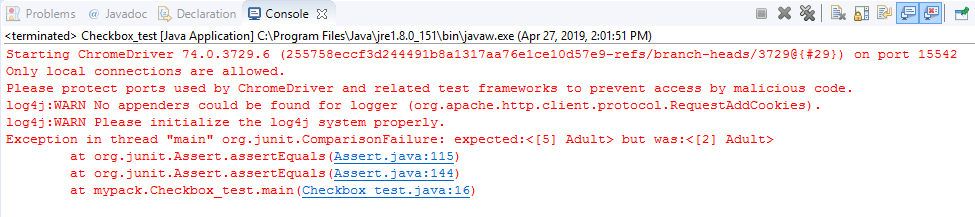 Problems @ Javadoc Declaration Console
<terminated> Checkbox_test [Java Application] C:\Program Files\Java\jre1.8.0_151\bin\javaw.exe (Apr 27, 2019, 2:01:51 PM)
Starting ChromeDriver 74.0.3729.6 (255758eccf3d244491b8a1317aa76e1ce10d57e9-refs/branch-heads/3729@{#29}) on port 15542
Only local connections are allowed.
Please protect ports used by ChromeDriver and related test frameworks to prevent access by malicious code.
log4j:WARN No appenders could be found for logger (org.apache.http.client.protocol.RequestAddCookies).
log4j:WARN Please initialize the log4j system properly.
Exception in thread "main" org.junit.ComparisonFailure: expected:<[5] Adult> but was:<[2] Adult>
at org.junit.Assert.assertEquals(Assert.java:115)
at org.junit.Assert.assertEquals(Assert.java:144)
at mypack.Checkbox_test.main(Checkbox_test.java:16)